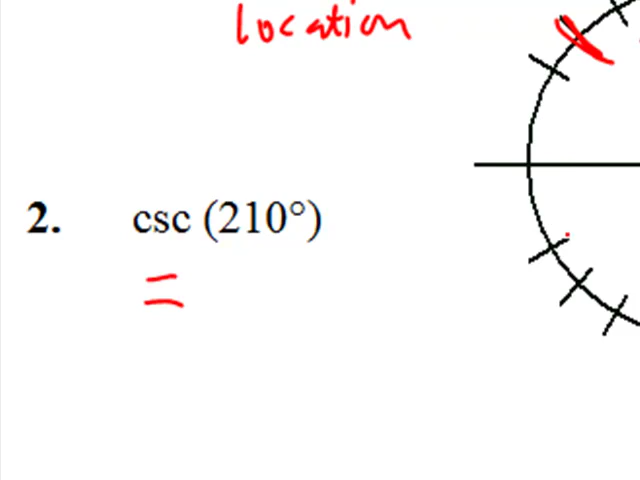 location
2. csc (210°)
=